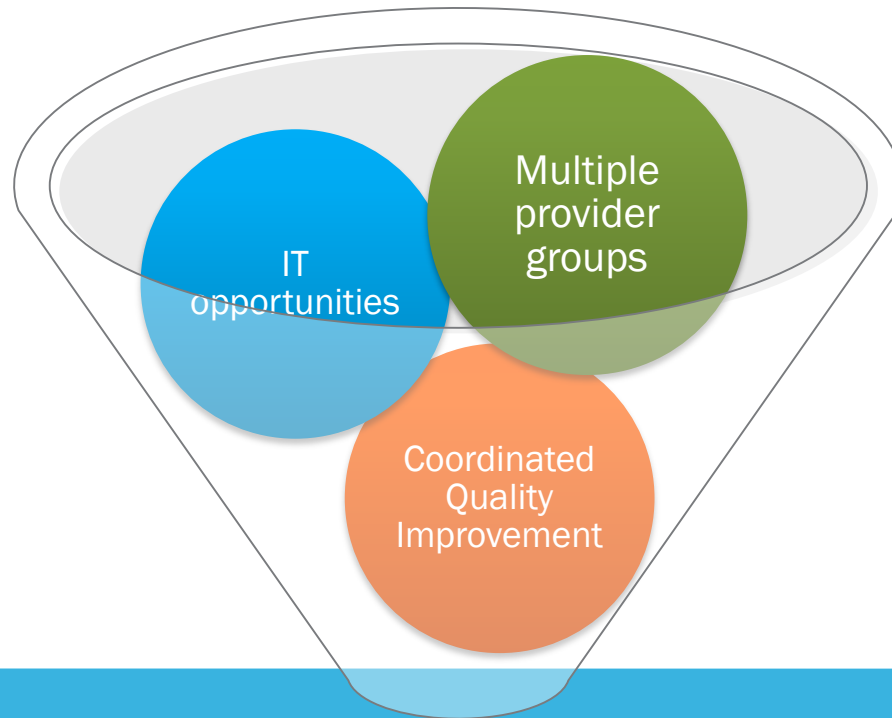 Multiple
provider
groups
IT
opportunities
Coordinated
Quality
Improvement